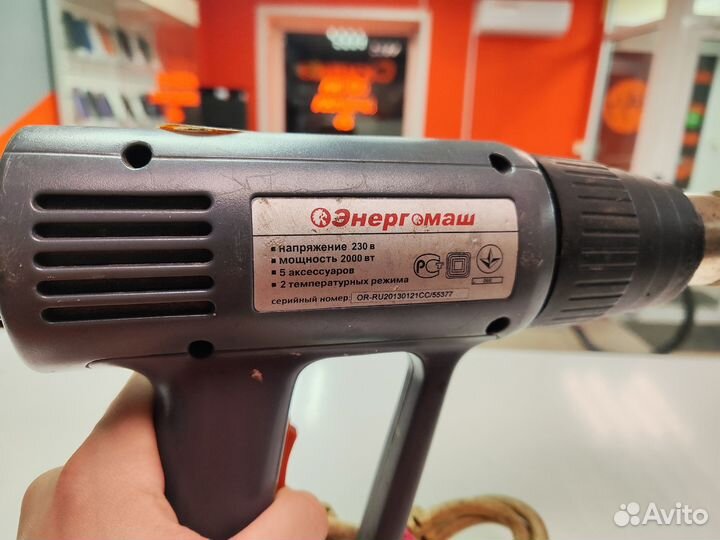 Энергомаш
▪ напряжение 230 в
▪ мощность 2000 вт
▪ 5 аксессуаров
▪ 2 температурных режима
серийный номер: OR-RU20130121CC/55377
Avito